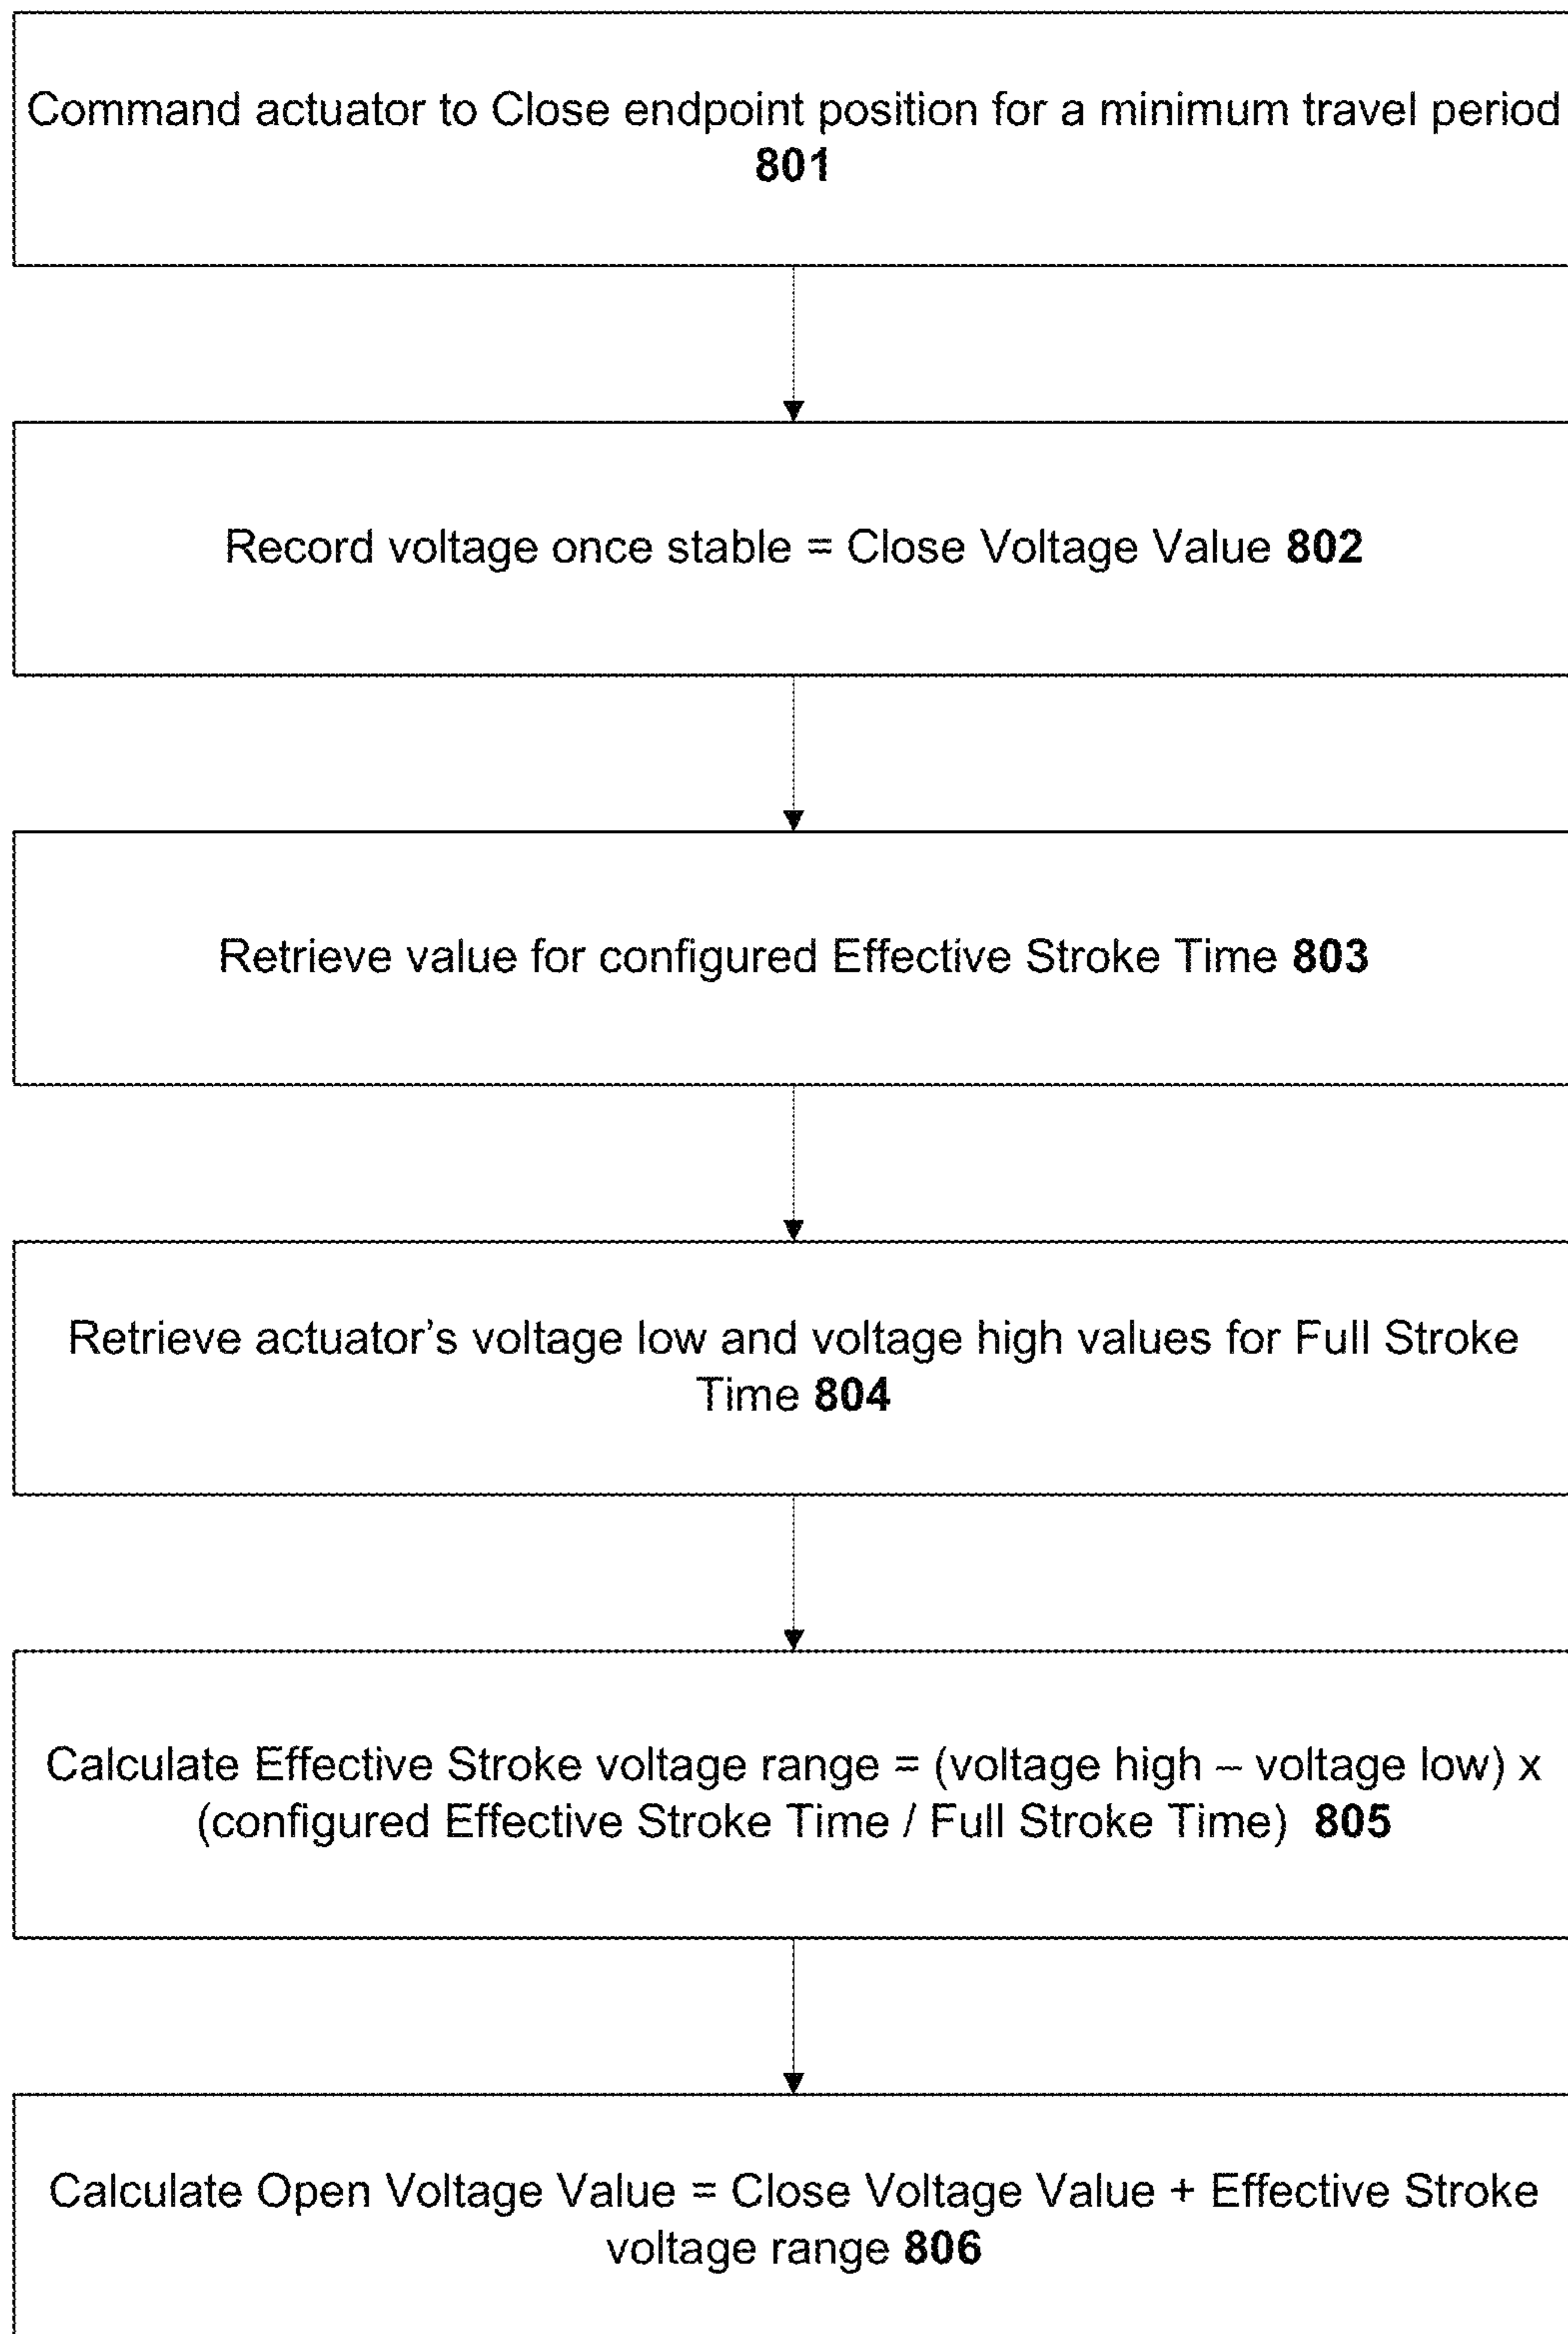 Command actuator to Close endpoint position for a minimum travel period
801
Record voltage once stable = Close Voltage Value 802
Retrieve value for configured Effective Stroke Time 803
Retrieve actuator’s voltage low and voltage high values for Full Stroke
Time 804
Calculate Effective Stroke voltage range = (voltage high – voltage low) x
(configured Effective Stroke Time / Full Stroke Time) 805
Calculate Open Voltage Value = Close Voltage Value + Effective Stroke
voltage range 806